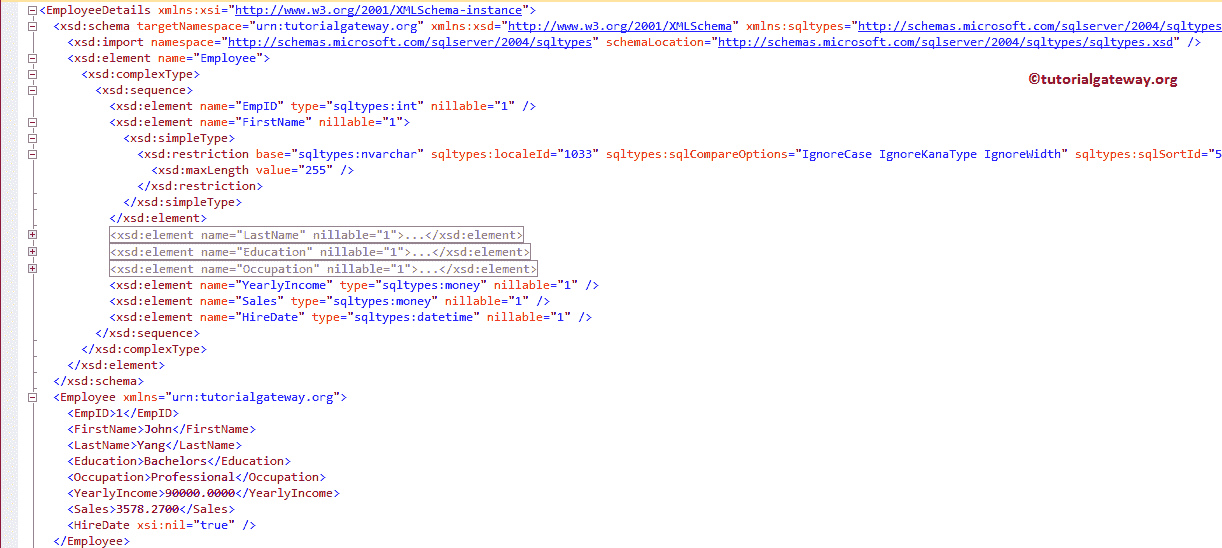 <EmployeeDetails xmlns:xsi="http://www.w3.org/2001/XMLSchema-instance">
<xsd:schema targetNamespace="urn:tutorialgateway.org" xmlns:xsd="http://www.w3.org/2001/XMLSchema" xmlns:sqltypes="http://schemas.microsoft.com/sqlserver/2004/sqltypes
<xsd:import namespace="http://schemas.microsoft.com/sqlserver/2004/sqltypes" schemaLocation="http://schemas.microsoft.com/sqlserver/2004/sqltypes/sqltypes.xsd" />
<xsd:element name="Employee">
<xsd:complexType>
©tutorialgateway.org
<xsd:sequence>
<xsd:element name="EmpID" type="sqltypes:int" nillable="1" />
<xsd:element name="FirstName" nillable="1">
<xsd:simpleType>
<xsd:restriction base="sqltypes:nvarchar" sqltypes:localeId="1033" sqltypes:sqlCompareOptions="IgnoreCase IgnoreKanaType IgnoreWidth" sqltypes:sqlSortId="5
<xsd:maxLength value="255" />
</xsd:restriction>
</xsd:simpleType>
</xsd:element>
<xsd:element name="LastName" nillable="1">...</xsd:element>
<xsd:element name="Education" nillable="1">...</xsd:element>
<xsd:element name="Occupation" nillable="1">...</xsd:element>
<xsd:element name="YearlyIncome" type="sqltypes:money" nillable="1" />
<xsd:element name="Sales" type="sqltypes:money" nillable="1" />
<xsd:element name="HireDate" type="sqltypes:datetime" nillable="1" />
</xsd:sequence>
</xsd:complexType>
</xsd:element>
</xsd:schema>
<Employee xmlns="urn:tutorialgateway.org">
<EmpID>1</EmpID>
<FirstName>John</FirstName>
<LastName>Yang</LastName>
<Education>Bachelors</Education>
<Occupation>Professional</Occupation>
<YearlyIncome>90000.0000</YearlyIncome>
<Sales>3578.2700</Sales>
<HireDate xsi:nil="true" />
</Employee>